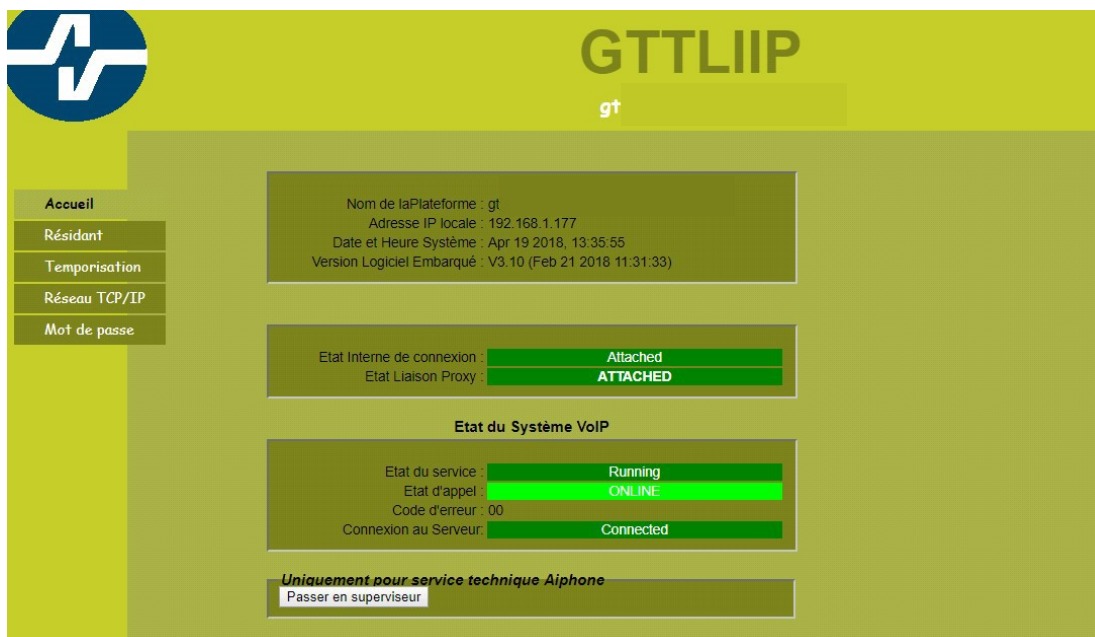 GTTLIIP
gt
Accueil
Résidant
Temporisation
Réseau TCP/IP
Mot de passe
Nom de laPlateforme : gt
Adresse IP locale : 192.168.1.177
Date et Heure Système : Apr 19 2018, 13:35:55
Version Logiciel Embarqué : V3.10 (Feb 21 2018 11:31:33)
Etat Interne de connexion : Attached
Etat Liaison Proxy : ATTACHED
Etat du Système VoIP
Etat du service : Running
Etat d'appel : ONLINE
Code d'erreur : 00
Connexion au Serveur: Connected
Uniquement pour service technique Aiphone
Passer en superviseur